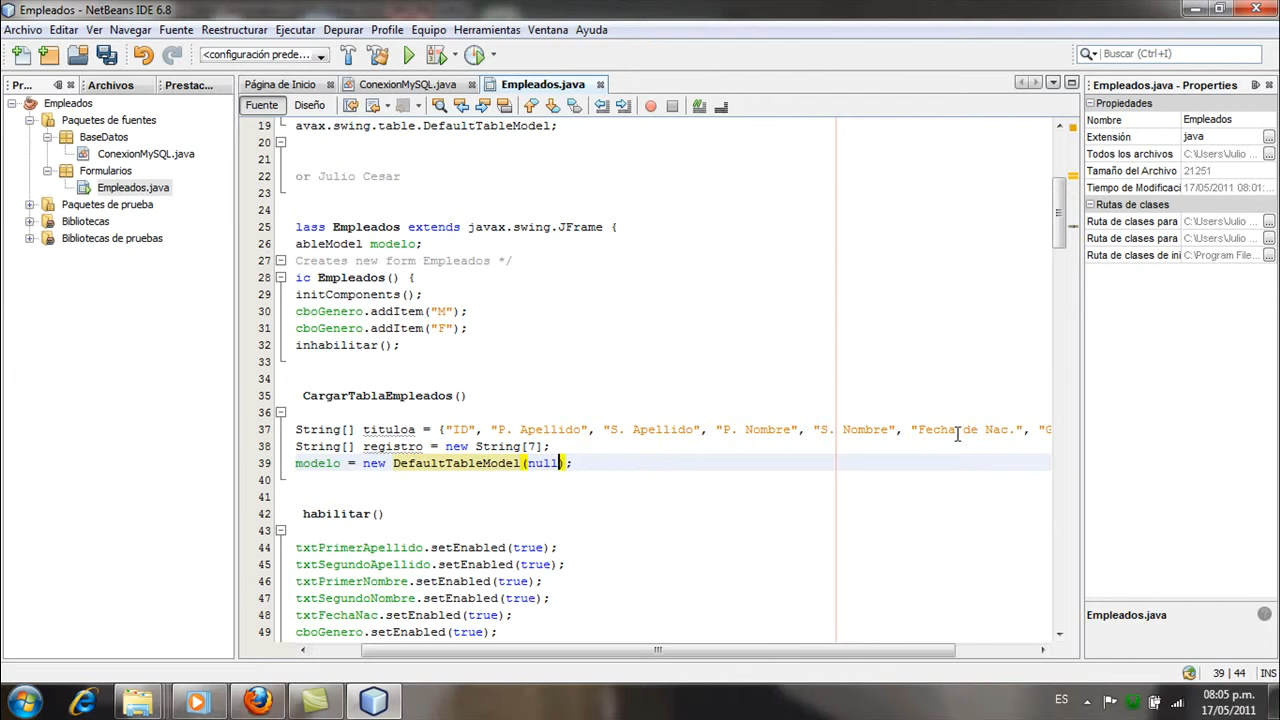 Empleados - NetBeans IDE 6.8
Archivo Editar Ver Navegar Fuente Reestructurar Ejecutar Depurar Profile Equipo Herramientas Ventana Ayuda
<configuración prede...
Buscar (Ctrl+I)
Pr... Archivos Prestac...
Página de Inicio ConexionMySQL.java Empleados.java
Empleados.java - Properties
Fuente Diseño
Empleados
Paquetes de fuentes
BaseDatos
ConexionMySQL.java
Formularios
Empleados.java
Paquetes de prueba
Bibliotecas
Bibliotecas de pruebas
19 avax.swing.table.DefaultTableModel;
20
21
22 or Julio Cesar
23
24
25 lass Empleados extends javax.swing.JFrame {
26 ableModel modelo;
27 Creates new form Empleados */
28 ic Empleados() {
29 initComponents();
30 cboGenero.addItem("M");
31 cboGenero.addItem("F");
32 inhabilitar();
33
34
35 CargarTablaEmpleados()
36
37 String[] tituloa = {"ID", "P. Apellido", "S. Apellido", "P. Nombre", "S. Nombre", "Fecha de Nac.", "G
38 String[] registro = new String[7];
39 modelo = new DefaultTableModel(null);
40
41
42 habilitar()
43
44 txtPrimerApellido.setEnabled(true);
45 txtSegundoApellido.setEnabled(true);
46 txtPrimerNombre.setEnabled(true);
47 txtSegundoNombre.setEnabled(true);
48 txtFechaNac.setEnabled(true);
49 cboGenero.setEnabled(true);
Propiedades
Nombre Empleados
Extensión java
Todos los archivos C:\Users\Julio ...
Tamaño del Archivo 21251
Tiempo de Modificaci 17/05/2011 08:01:...
Rutas de clases
Ruta de clases para C:\Users\Julio ...
Ruta de clases para C:\Users\Julio ...
Ruta de clases de ini C:\Program File...
Empleados.java
39 | 44 INS
ES
08:05 p.m.
17/05/2011